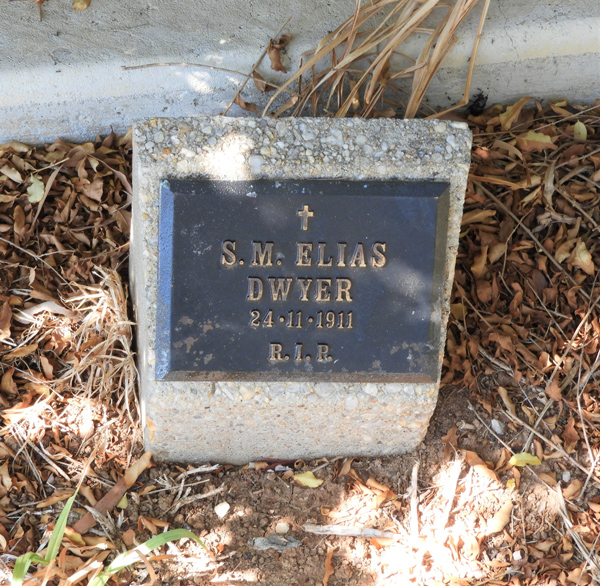 S.M. ELIAS
DWYER
24·11·1911
R.I.R.